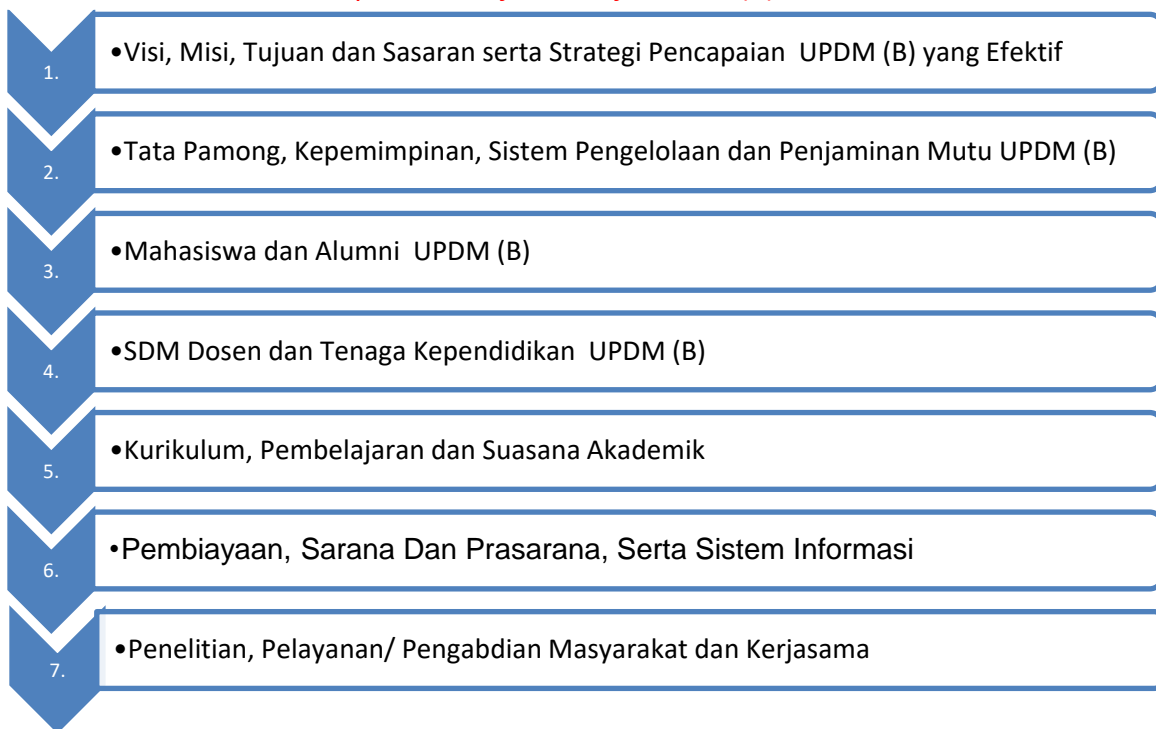 1.
•Visi, Misi, Tujuan dan Sasaran serta Strategi Pencapaian  UPDM (B) yang Efektif
2.
•Tata Pamong, Kepemimpinan, Sistem Pengelolaan dan Penjaminan Mutu UPDM (B)
3.
•Mahasiswa dan Alumni  UPDM (B)
4.
•SDM Dosen dan Tenaga Kependidikan  UPDM (B)
5.
•Kurikulum, Pembelajaran dan Suasana Akademik
6.
•Pembiayaan, Sarana Dan Prasarana, Serta Sistem Informasi
7.
•Penelitian, Pelayanan/ Pengabdian Masyarakat dan Kerjasama